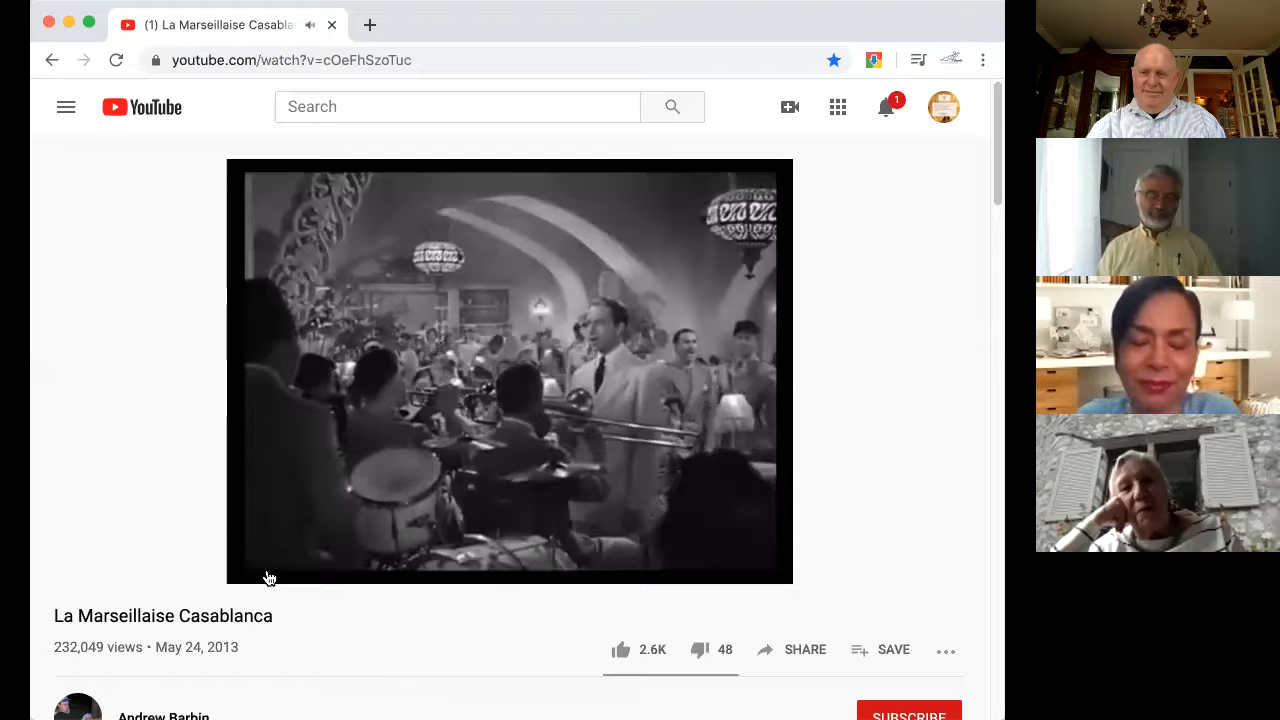 (1) La Marseillaise Casabla
youtube.com/watch?v=cOeFhSzoTuc
YouTube
Search
1
La Marseillaise Casablanca
232,049 views • May 24, 2013
2.6K
48
SHARE
SAVE
Andrew Barbin
SUBSCRIBE